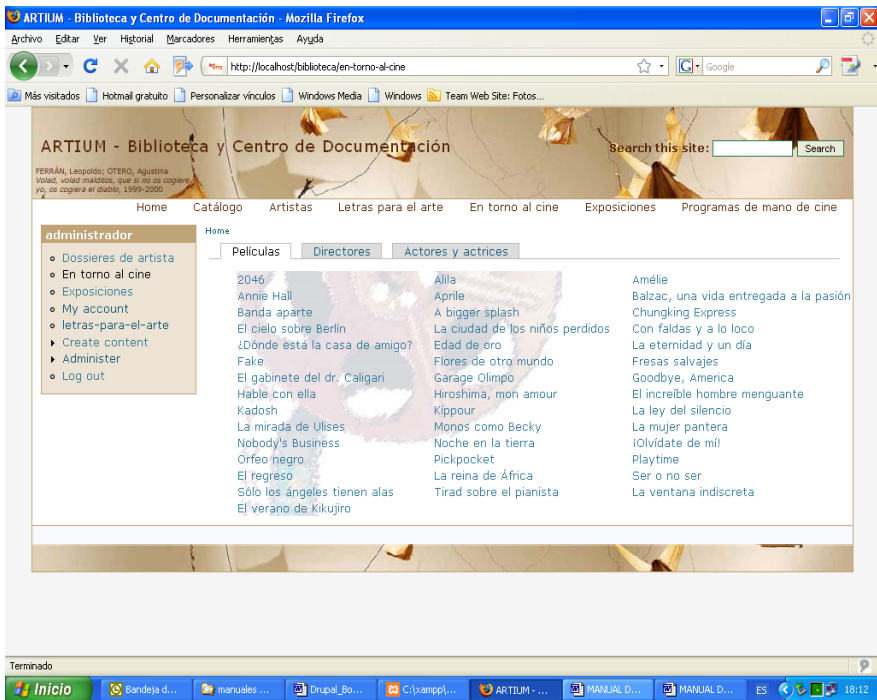 ARTIUM - Biblioteca y Centro de Documentación - Mozilla Firefox
Archivo Editar Ver Historial Marcadores Herramientas Ayuda
http://localhost/biblioteca/en-torno-al-cine
G Google
Más visitados Hotmail gratuito Personalizar vínculos Windows Media Windows Team Web Site: Fotos...
ARTIUM - Biblioteca y Centro de Documentación
Search this site: Search
FERRÁN, Leopoldo; OTERO, Agustina
Volad, volad malditos, que si no os cogiere
yo, os cogiera el diablo, 1999-2000
Home Catálogo Artistas Letras para el arte En torno al cine Exposiciones Programas de mano de cine
administrador
Dossieres de artista
En torno al cine
Exposiciones
My account
letras-para-el-arte
Create content
Administer
Log out
Home
Películas Directores Actores y actrices
2046 Alila Amélie
Annie Hall Aprile Balzac, una vida entregada a la pasión
Banda aparte A bigger splash Chungking Express
El cielo sobre Berlín La ciudad de los niños perdidos Con faldas y a lo loco
¿Dónde está la casa de amigo? Edad de oro La eternidad y un día
Fake Flores de otro mundo Fresas salvajes
El gabinete del dr. Caligari Garage Olimpo Goodbye, America
Hable con ella Hiroshima, mon amour El increíble hombre menguante
Kadosh Kippour La ley del silencio
La mirada de Ulises Monos como Becky La mujer pantera
Nobody's Business Noche en la tierra ¡Olvídate de mí!
Orfeo negro Pickpocket Playtime
El regreso La reina de África Ser o no ser
Sólo los ángeles tienen alas Tirad sobre el pianista La ventana indiscreta
El verano de Kikujiro
Terminado
Inicio Bandeja d... manuales ... Drupal_Bo... C:\xampp\... ARTIUM - ... MANUAL D... MANUAL D... ES 18:12